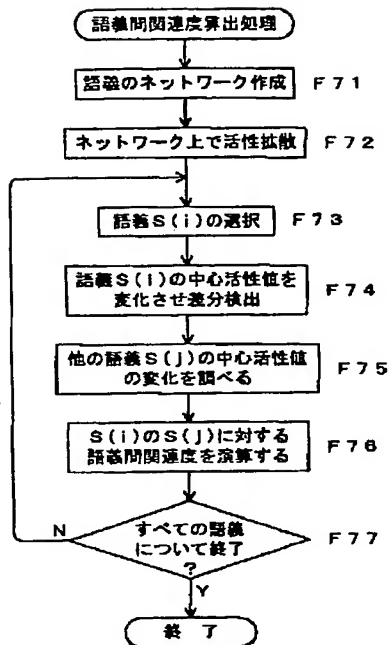 語義間関連度算出処理
語義のネットワーク作成 F71
ネットワーク上で活性拡散 F72
語義S(i)の選択 F73
語義S(i)の中心活性値を
変化させ差分検出 F74
他の語義S(j)の中心活性値
の変化を調べる F75
S(i)のS(j)に対する
語義間関連度を演算する F76
すべての語義
について終了
? F77
N
Y
終了